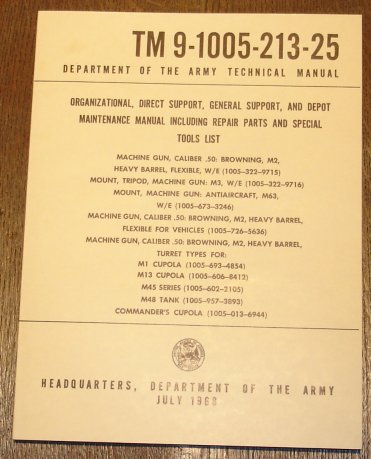 TM 9-1005-213-25
DEPARTMENT OF THE ARMY TECHNICAL MANUAL
ORGANIZATIONAL, DIRECT SUPPORT, GENERAL SUPPORT, AND DEPOT
MAINTENANCE MANUAL INCLUDING REPAIR PARTS AND SPECIAL
TOOLS LIST
MACHINE GUN, CALIBER .50: BROWNING, M2,
HEAVY BARREL, FLEXIBLE, W/E (1005-322-9715)
MOUNT, TRIPOD, MACHINE GUN: M3, W/E (1005-322-9716)
MOUNT, MACHINE GUN: ANTIAIRCRAFT, M63,
W/E (1005-673-3246)
MACHINE GUN, CALIBER .50: BROWNING, M2, HEAVY BARREL,
FLEXIBLE FOR VEHICLES (1005-726-5636)
MACHINE GUN, CALIBER .50: BROWNING, M2, HEAVY BARREL,
TURRET TYPES FOR:
M1 CUPOLA (1005-693-4854)
M13 CUPOLA (1005-606-8412)
M45 SERIES (1005-602-2105)
M48 TANK (1005-957-3893)
COMMANDER'S CUPOLA (1005-013-6944)
HEADQUARTERS, DEPARTMENT OF THE ARMY
JULY 1968